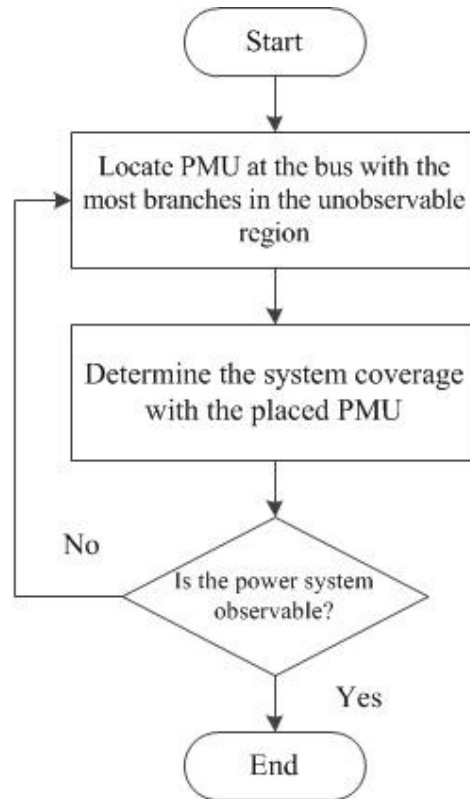 Start
Locate PMU at the bus with the
most branches in the unobservable
region
Determine the system coverage
with the placed PMU
No
Is the power system
observable?
Yes
End